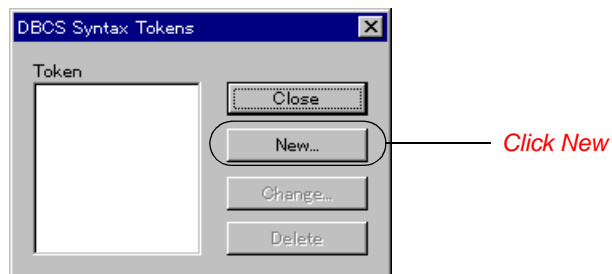 DBCS Syntax Tokens
Token
Close
New...
Click New
Change...
Delete